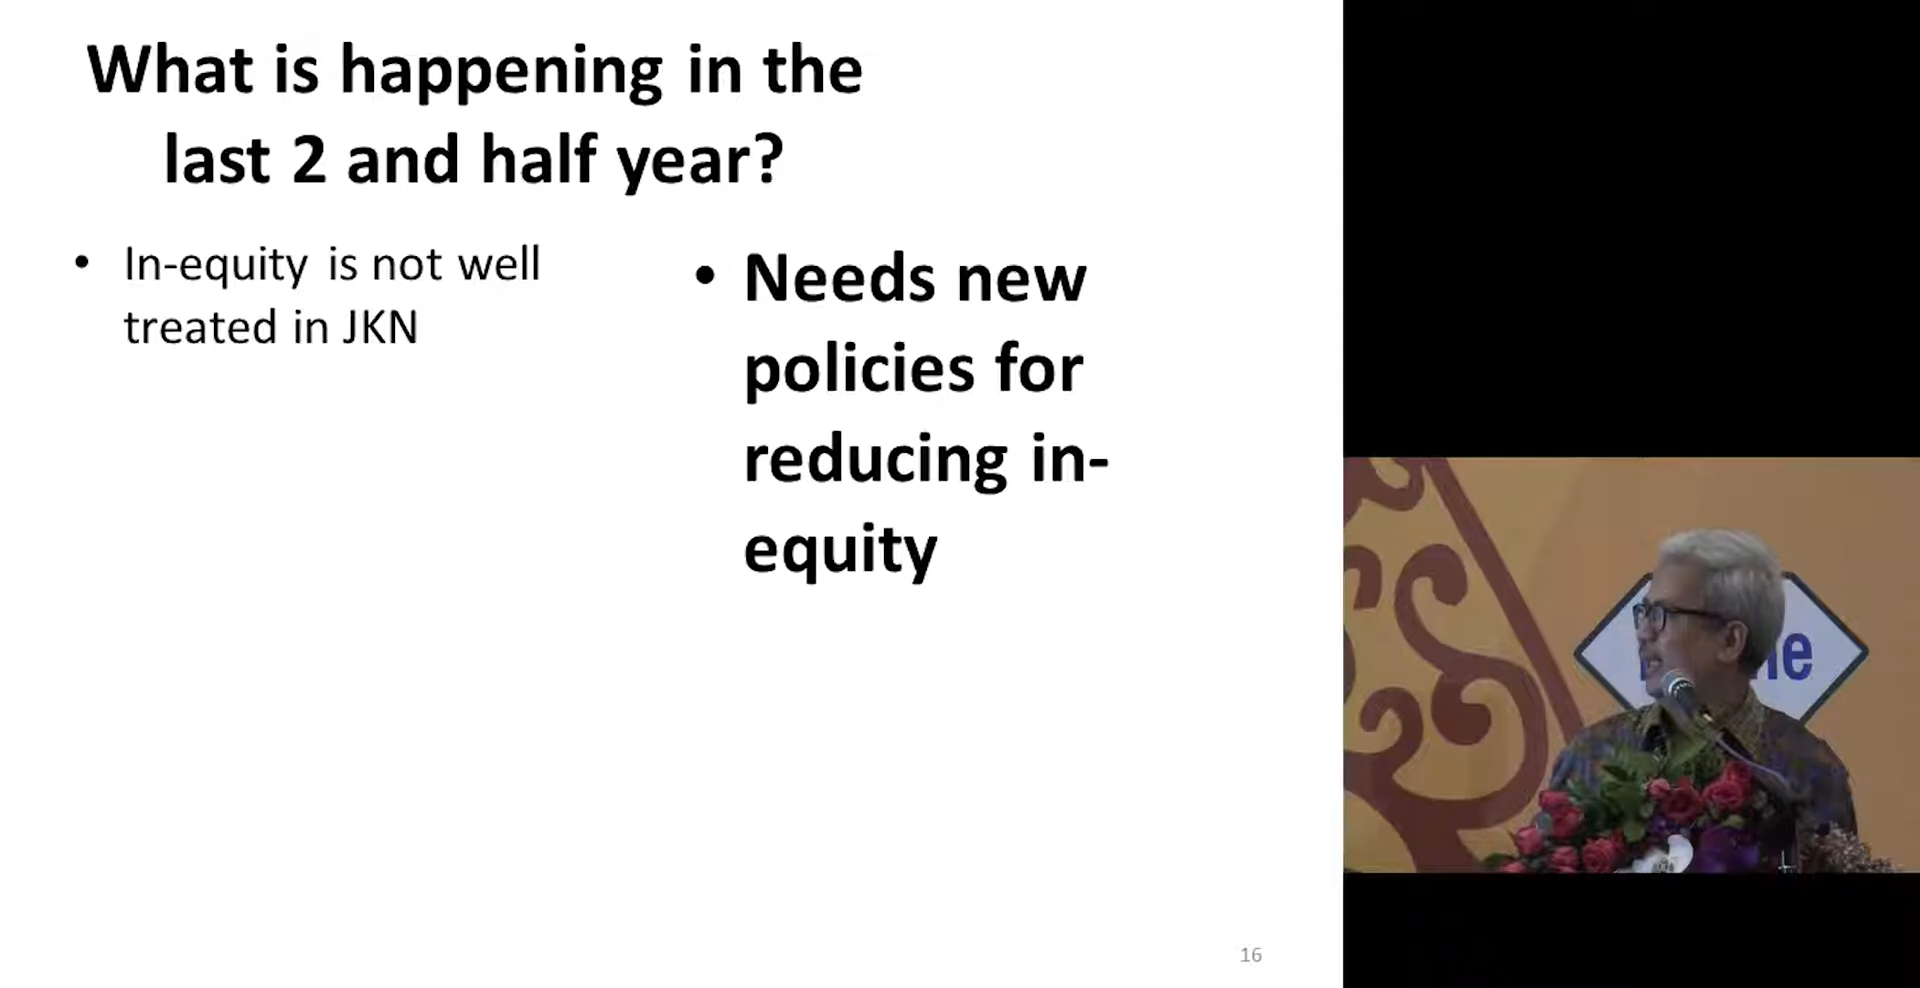 What is happening in the
last 2 and half year?
• In-equity is not well
treated in JKN
• Needs new
policies for
reducing in-
equity
16